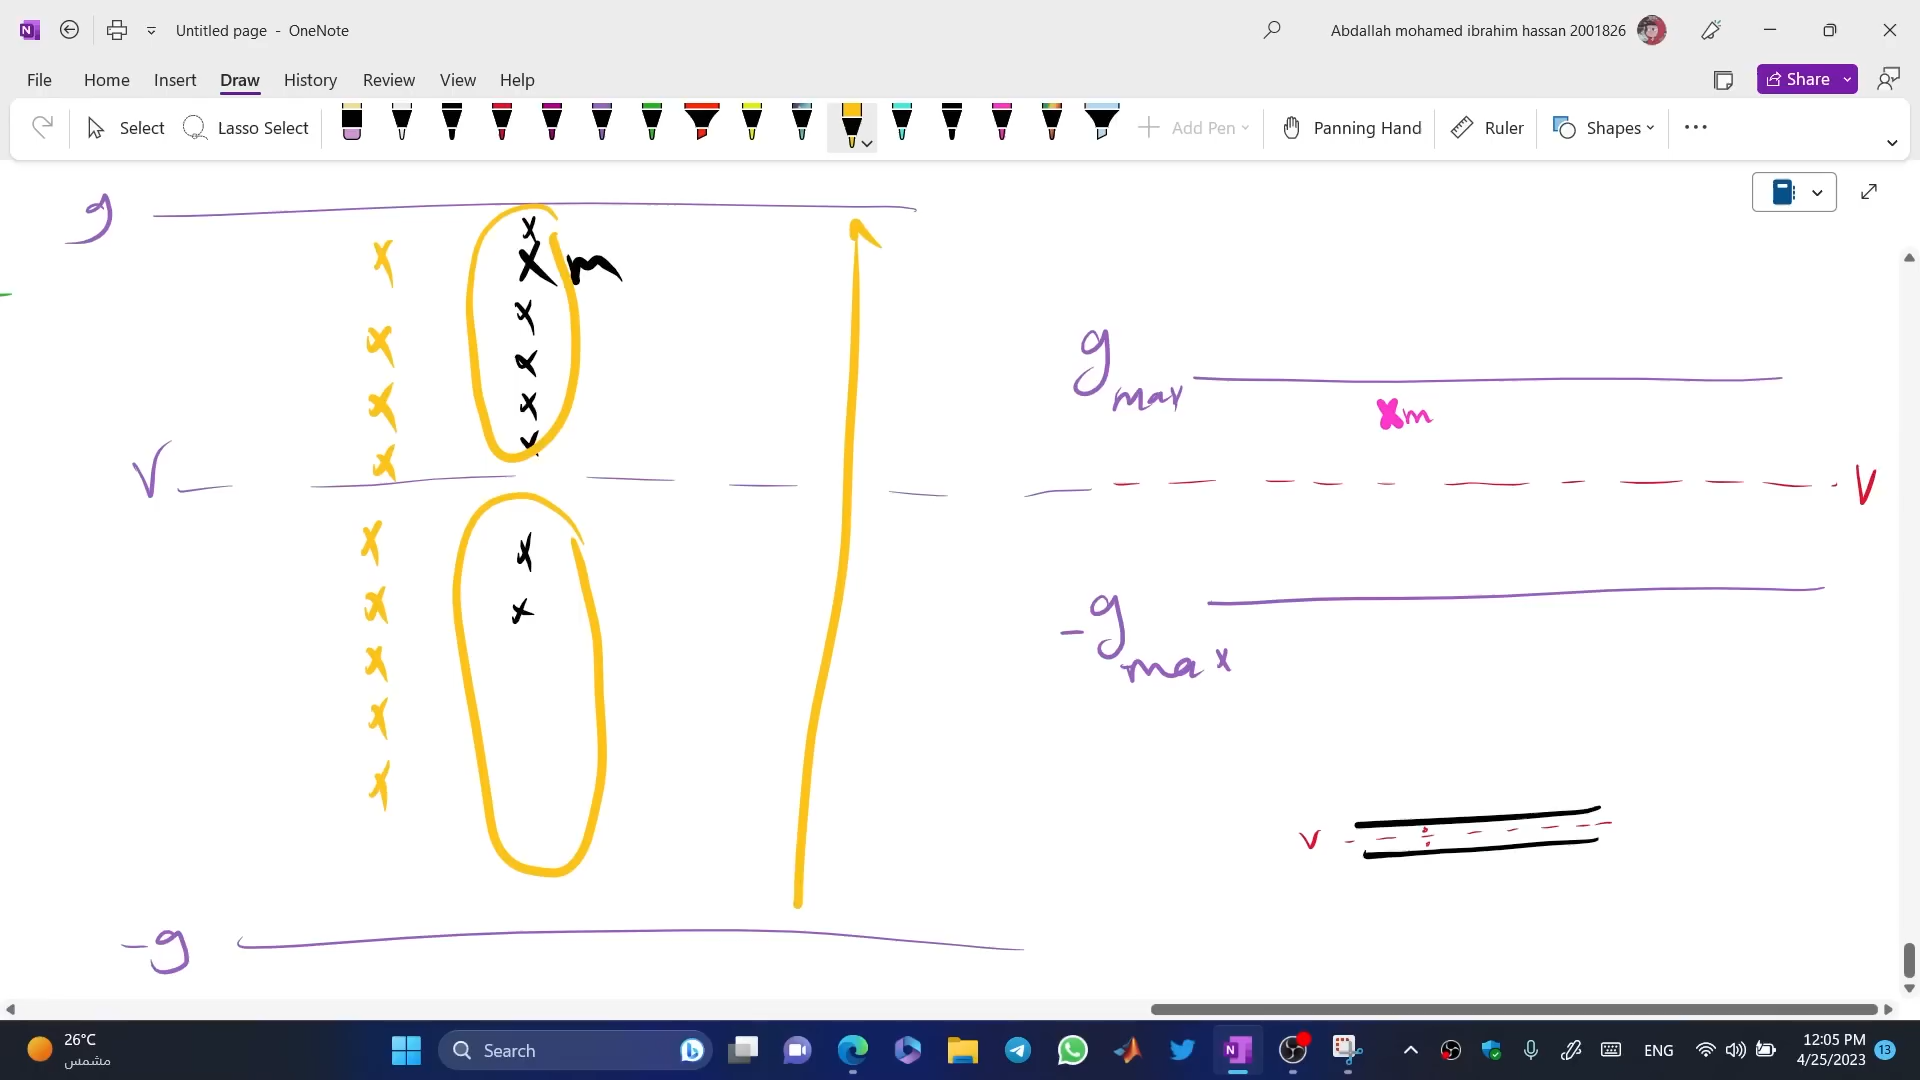 Untitled page - OneNote
Abdallah mohamed ibrahim hassan 2001826
File Home Insert Draw History Review View Help
Share
Select Lasso Select Add Pen Panning Hand Ruler Shapes
g
x
x x m
x
x x
x x
x x
V
V
x x
x x
x
x
x
-g
g max
xm
-g max
v
26°C
مشمس
Search
ENG
12:05 PM
4/25/2023
13